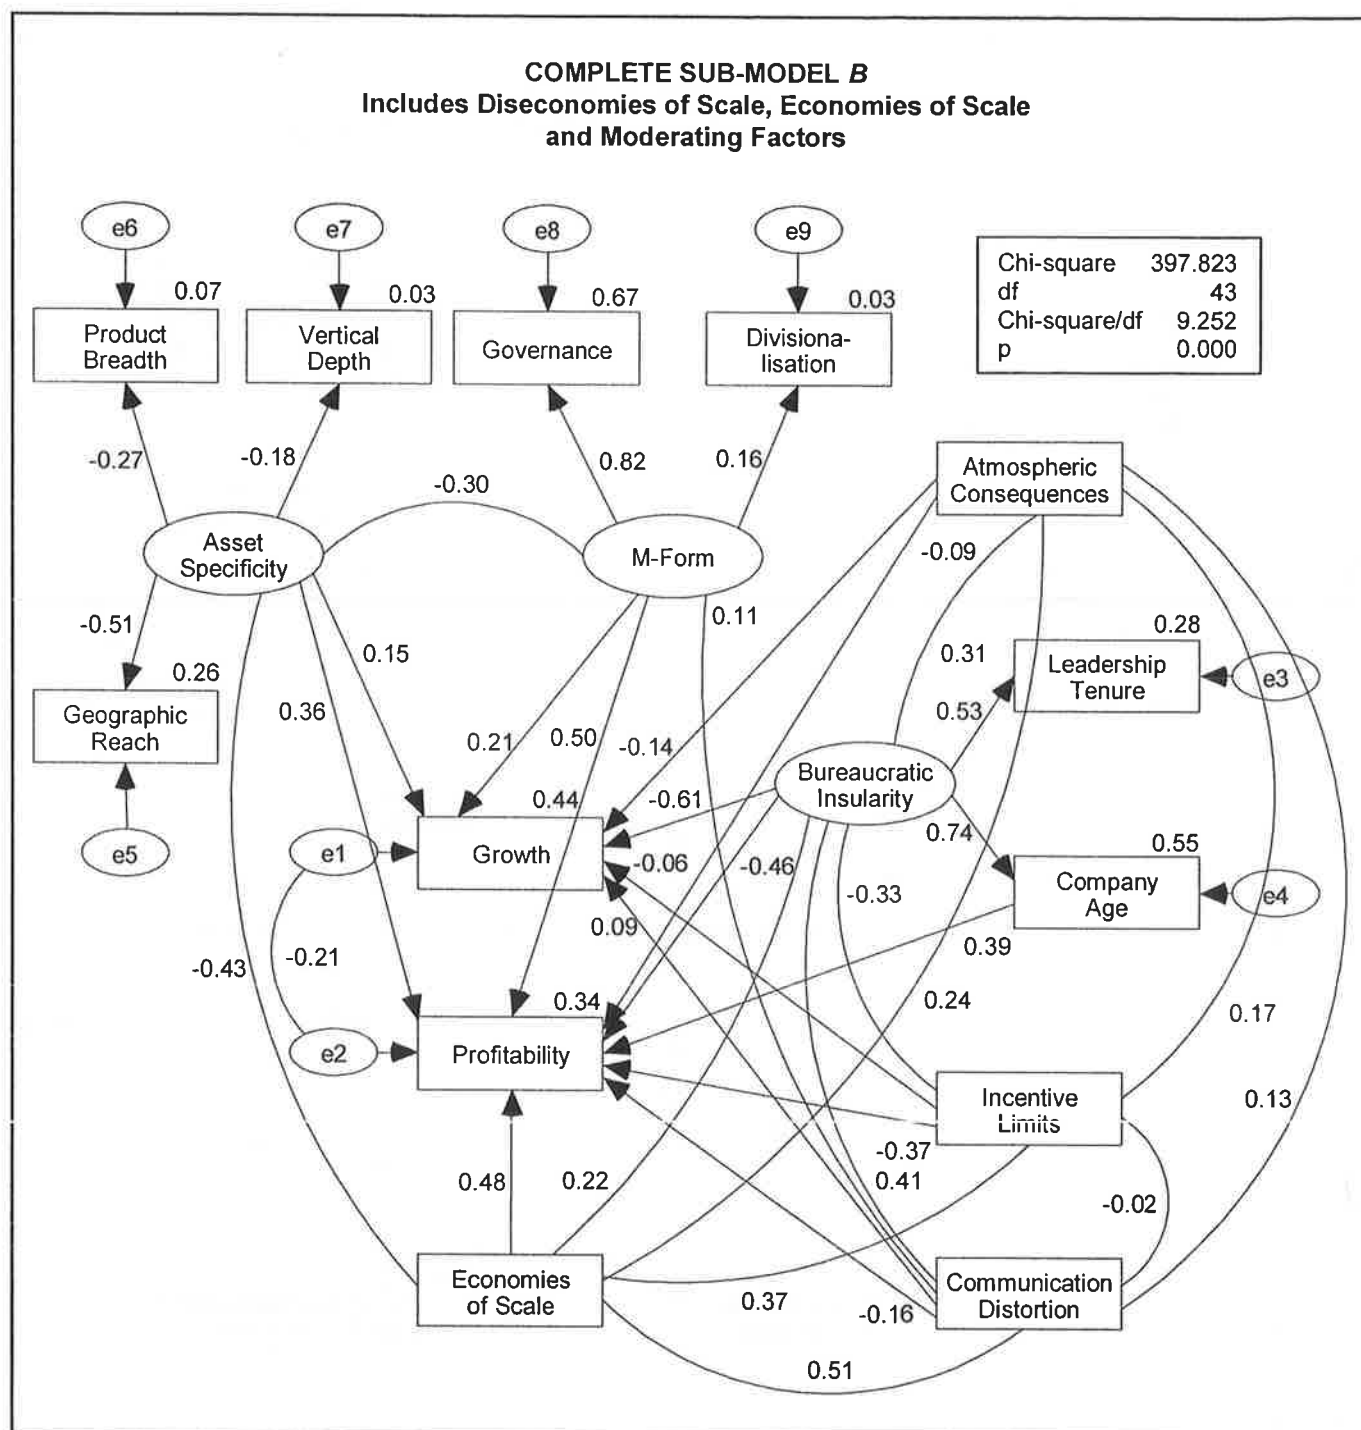 COMPLETE SUB-MODEL B
Includes Diseconomies of Scale, Economies of Scale
and Moderating Factors
e6
e7
e8
e9
0.07
0.03
0.67
0.03
Product
Breadth
Vertical
Depth
Governance
Divisiona-
lisation
Chi-square 397.823
df 43
Chi-square/df 9.252
p 0.000
-0.27
-0.18
-0.30
0.82
0.16
Atmospheric
Consequences
Asset
Specificity
M-Form
-0.09
-0.51
0.15
0.11
0.26
0.31
0.28
Geographic
Reach
Leadership
Tenure
e3
0.36
0.21
0.50
-0.14
0.53
0.44
-0.61
Bureaucratic
Insularity
0.74
e5
e1
Growth
-0.06
-0.46
-0.33
0.55
Company
Age
e4
0.09
0.39
-0.21
-0.43
0.34
0.24
0.17
e2
Profitability
Incentive
Limits
0.13
-0.37
0.48
0.22
0.41
-0.02
Economies
of Scale
Communication
Distortion
0.37
-0.16
0.51